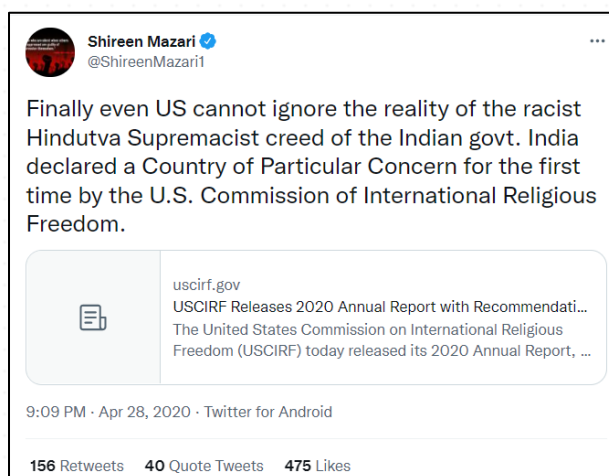 Shireen Mazari
@ShireenMazari1
Finally even US cannot ignore the reality of the racist
Hindutva Supremacist creed of the Indian govt. India
declared a Country of Particular Concern for the first
time by the U.S. Commission of International Religious
Freedom.
uscirf.gov
USCIRF Releases 2020 Annual Report with Recommendati...
The United States Commission on International Religious
Freedom (USCIRF) today released its 2020 Annual Report, ...
9:09 PM · Apr 28, 2020 · Twitter for Android
156 Retweets 40 Quote Tweets 475 Likes